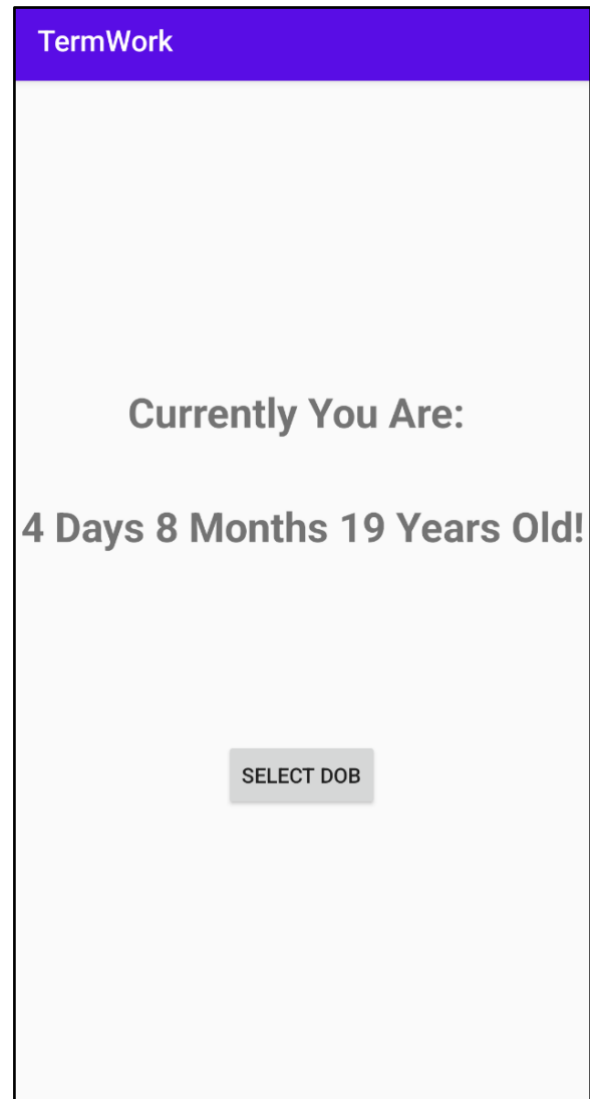 TermWork
Currently You Are:
4 Days 8 Months 19 Years Old!
SELECT DOB